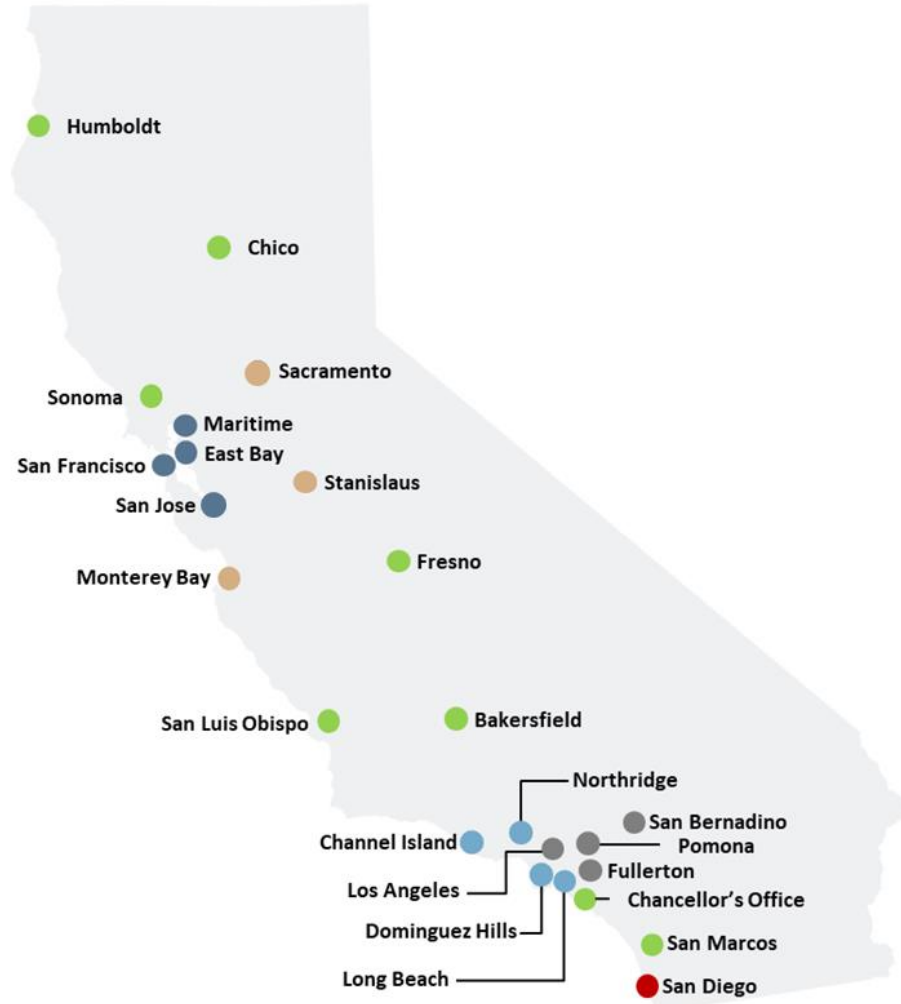 Humboldt
Chico
Sacramento
Sonoma
Maritime
East Bay
San Francisco
Stanislaus
San Jose
Fresno
Monterey Bay
San Luis Obispo
Bakersfield
Northridge
San Bernadino
Channel Island
Pomona
Fullerton
Los Angeles
Chancellor's Office
Dominguez Hills
San Marcos
Long Beach
San Diego